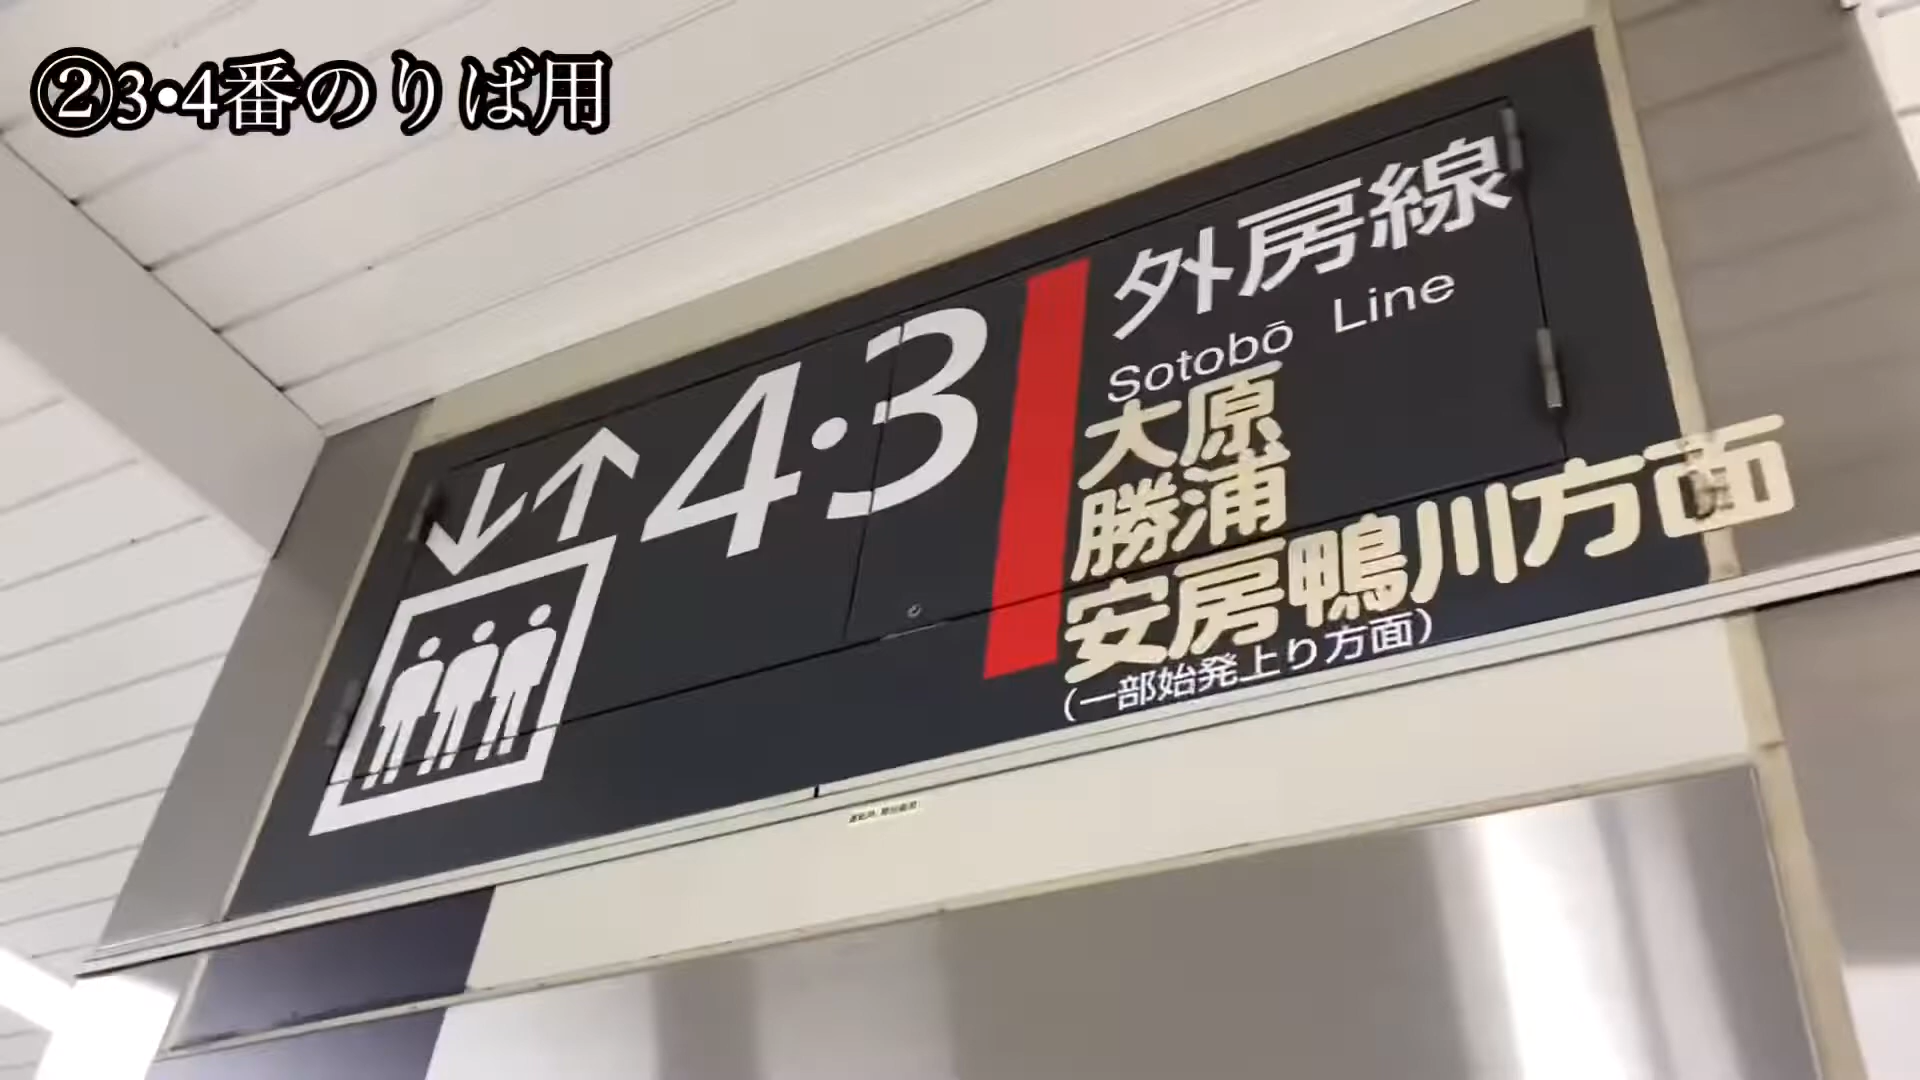 ②3•4番のりば用
4・3
外房線
Sotobō Line
大原
勝浦
安房鴨川方面
(一部始発上り方面)